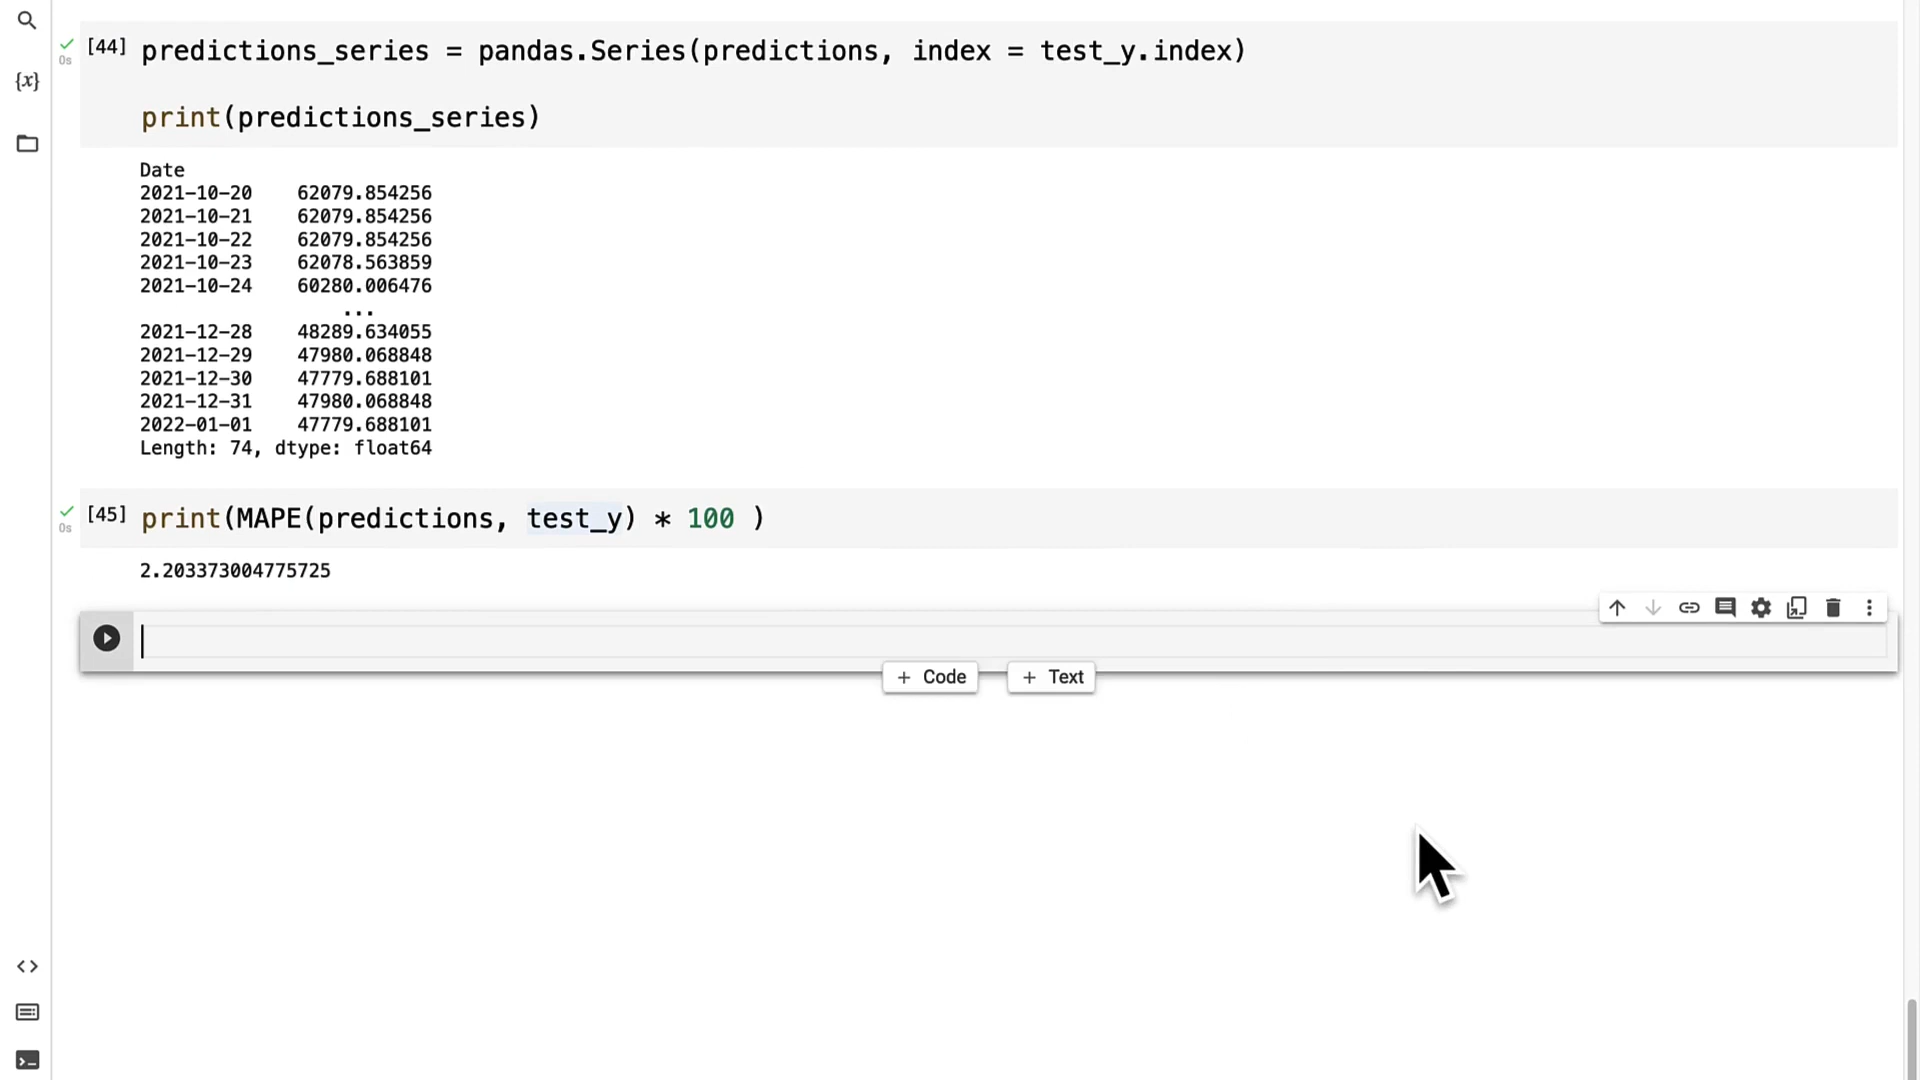 {x}
[44] predictions_series = pandas.Series(predictions, index = test_y.index)
0s
print(predictions_series)
Date
2021-10-20    62079.854256
2021-10-21    62079.854256
2021-10-22    62079.854256
2021-10-23    62078.563859
2021-10-24    60280.006476
...
2021-12-28    48289.634055
2021-12-29    47980.068848
2021-12-30    47779.688101
2021-12-31    47980.068848
2022-01-01    47779.688101
Length: 74, dtype: float64
[45] print(MAPE(predictions, test_y) * 100 )
0s
2.203373004775725
+ Code + Text